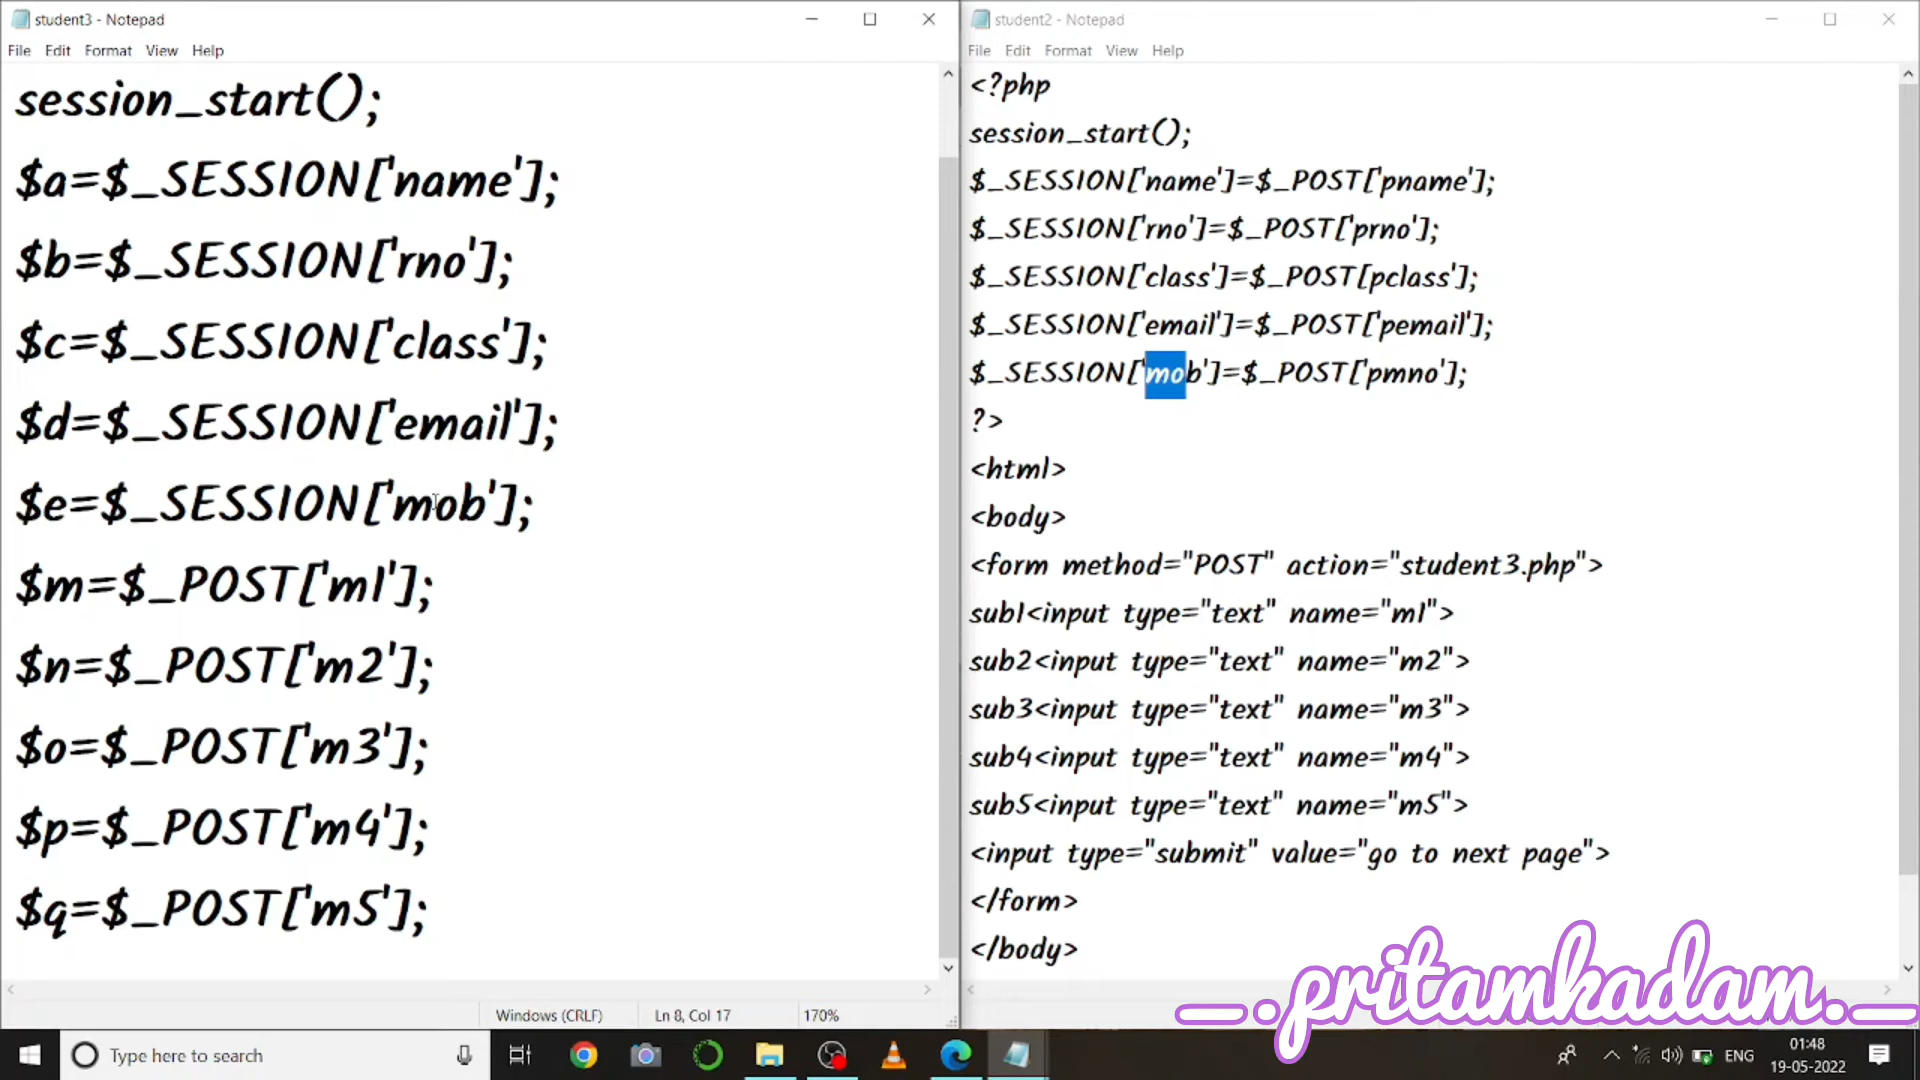 student3 - Notepad
File Edit Format View Help
session_start();
$a=$_SESSION['name'];
$b=$_SESSION['rno'];
$c=$_SESSION['class'];
$d=$_SESSION['email'];
$e=$_SESSION['mob'];
$m=$_POST['m1'];
$n=$_POST['m2'];
$o=$_POST['m3'];
$p=$_POST['m4'];
$q=$_POST['m5'];
Windows (CRLF) Ln 8, Col 17 170%
student2 - Notepad
File Edit Format View Help
<?php
session_start();
$_SESSION['name']=$_POST['pname'];
$_SESSION['rno']=$_POST['prno'];
$_SESSION['class']=$_POST[pclass'];
$_SESSION['email']=$_POST['pemail'];
$_SESSION['mob']=$_POST['pmno'];
?>
<html>
<body>
<form method="POST" action="student3.php">
sub1<input type="text" name="m1">
sub2<input type="text" name="m2">
sub3<input type="text" name="m3">
sub4<input type="text" name="m4">
sub5<input type="text" name="m5">
<input type="submit" value="go to next page">
</form>
</body>
_.pritamkadam._
Type here to search
ENG
01:48
19-05-2022